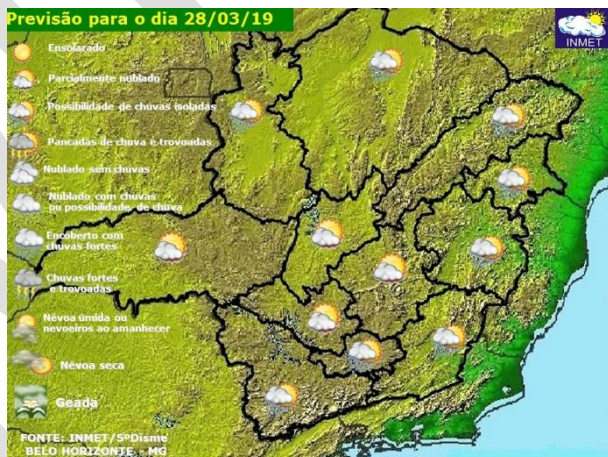 Previsão para o dia 28/03/19
INMET
Ensolarado
Parcialmente nublado
Possibilidade de chuvas isoladas
Pancadas de chuva e trovoadas
Nublado sem chuvas
Nublado com chuvas
ou possibilidade de chuva
Encoberto com
chuvas fortes
Chuvas fortes
e trovoadas
Névoa úmida ou
nevoeiros ao amanhecer
Névoa seca
Geada
FONTE: INMET/5ºDisme
BELO HORIZONTE - MG